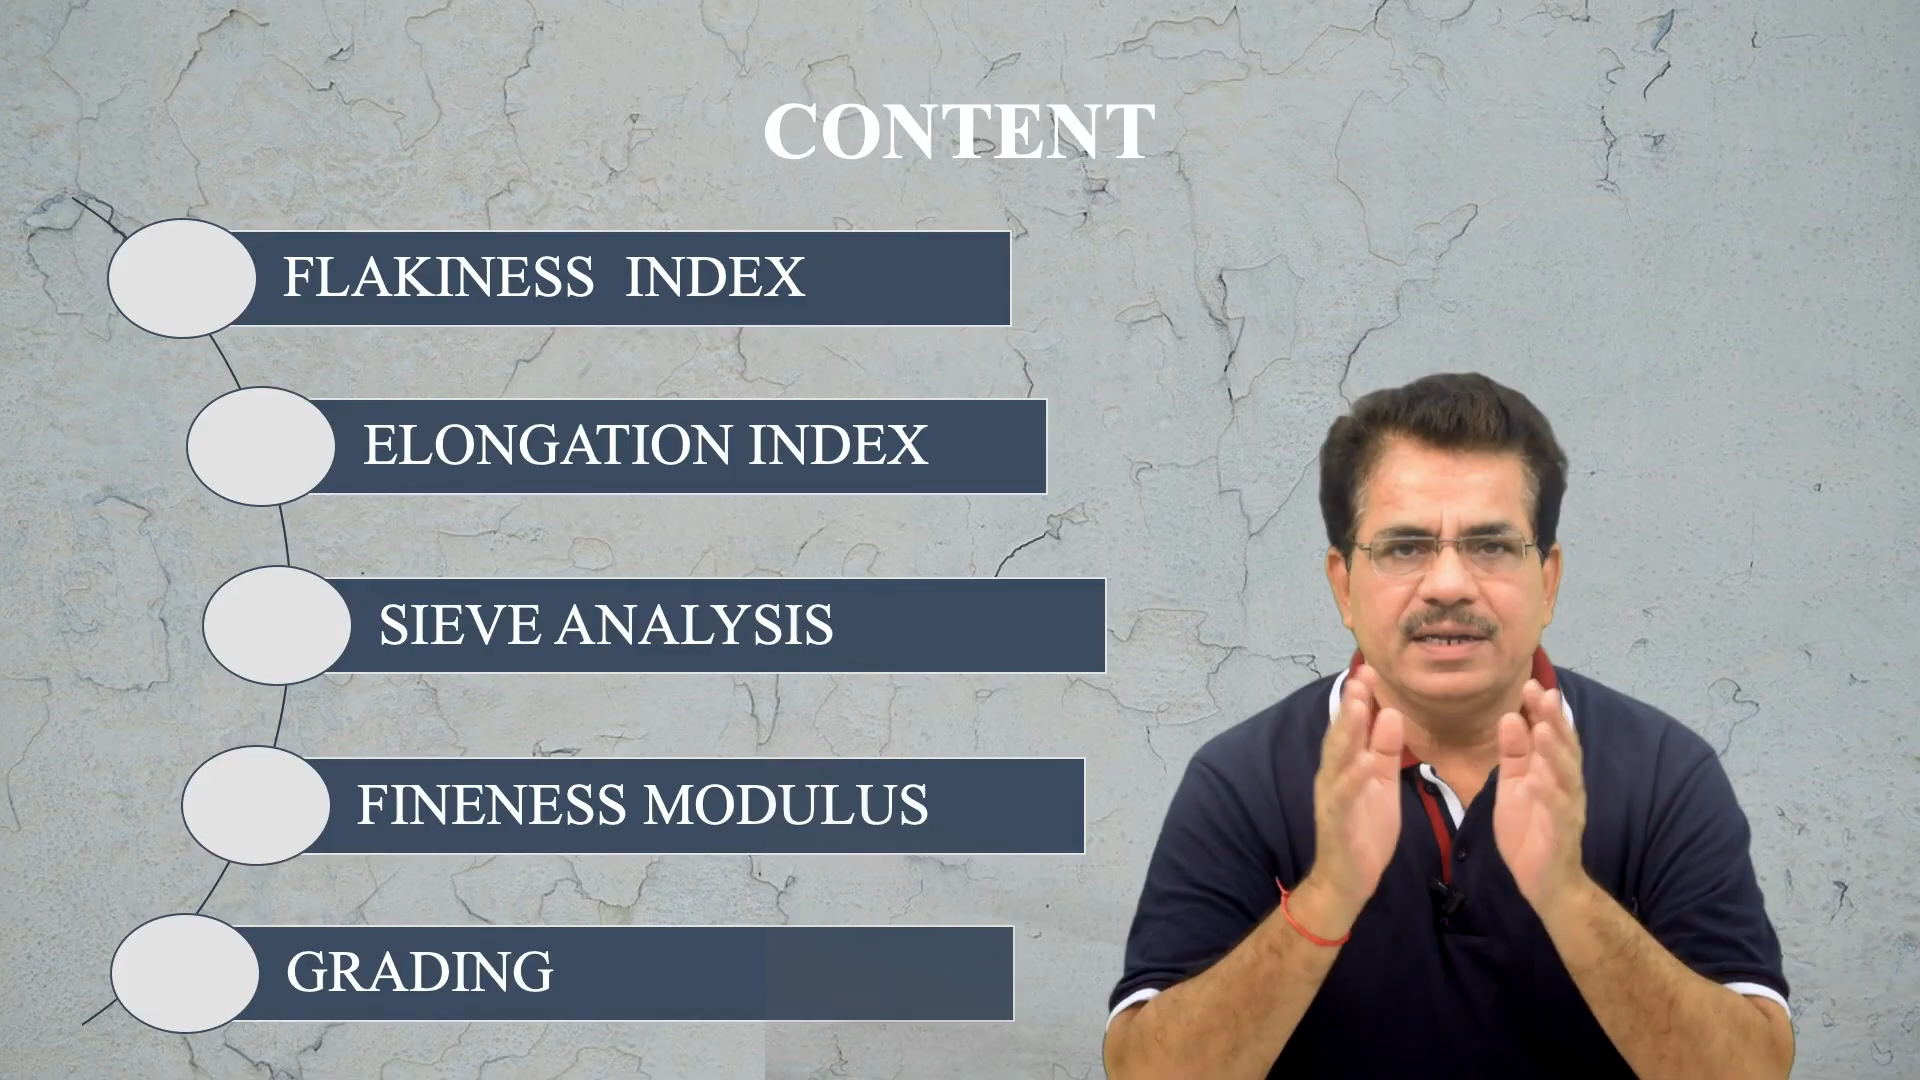 CONTENT
FLAKINESS INDEX
ELONGATION INDEX
SIEVE ANALYSIS
FINENESS MODULUS
GRADING